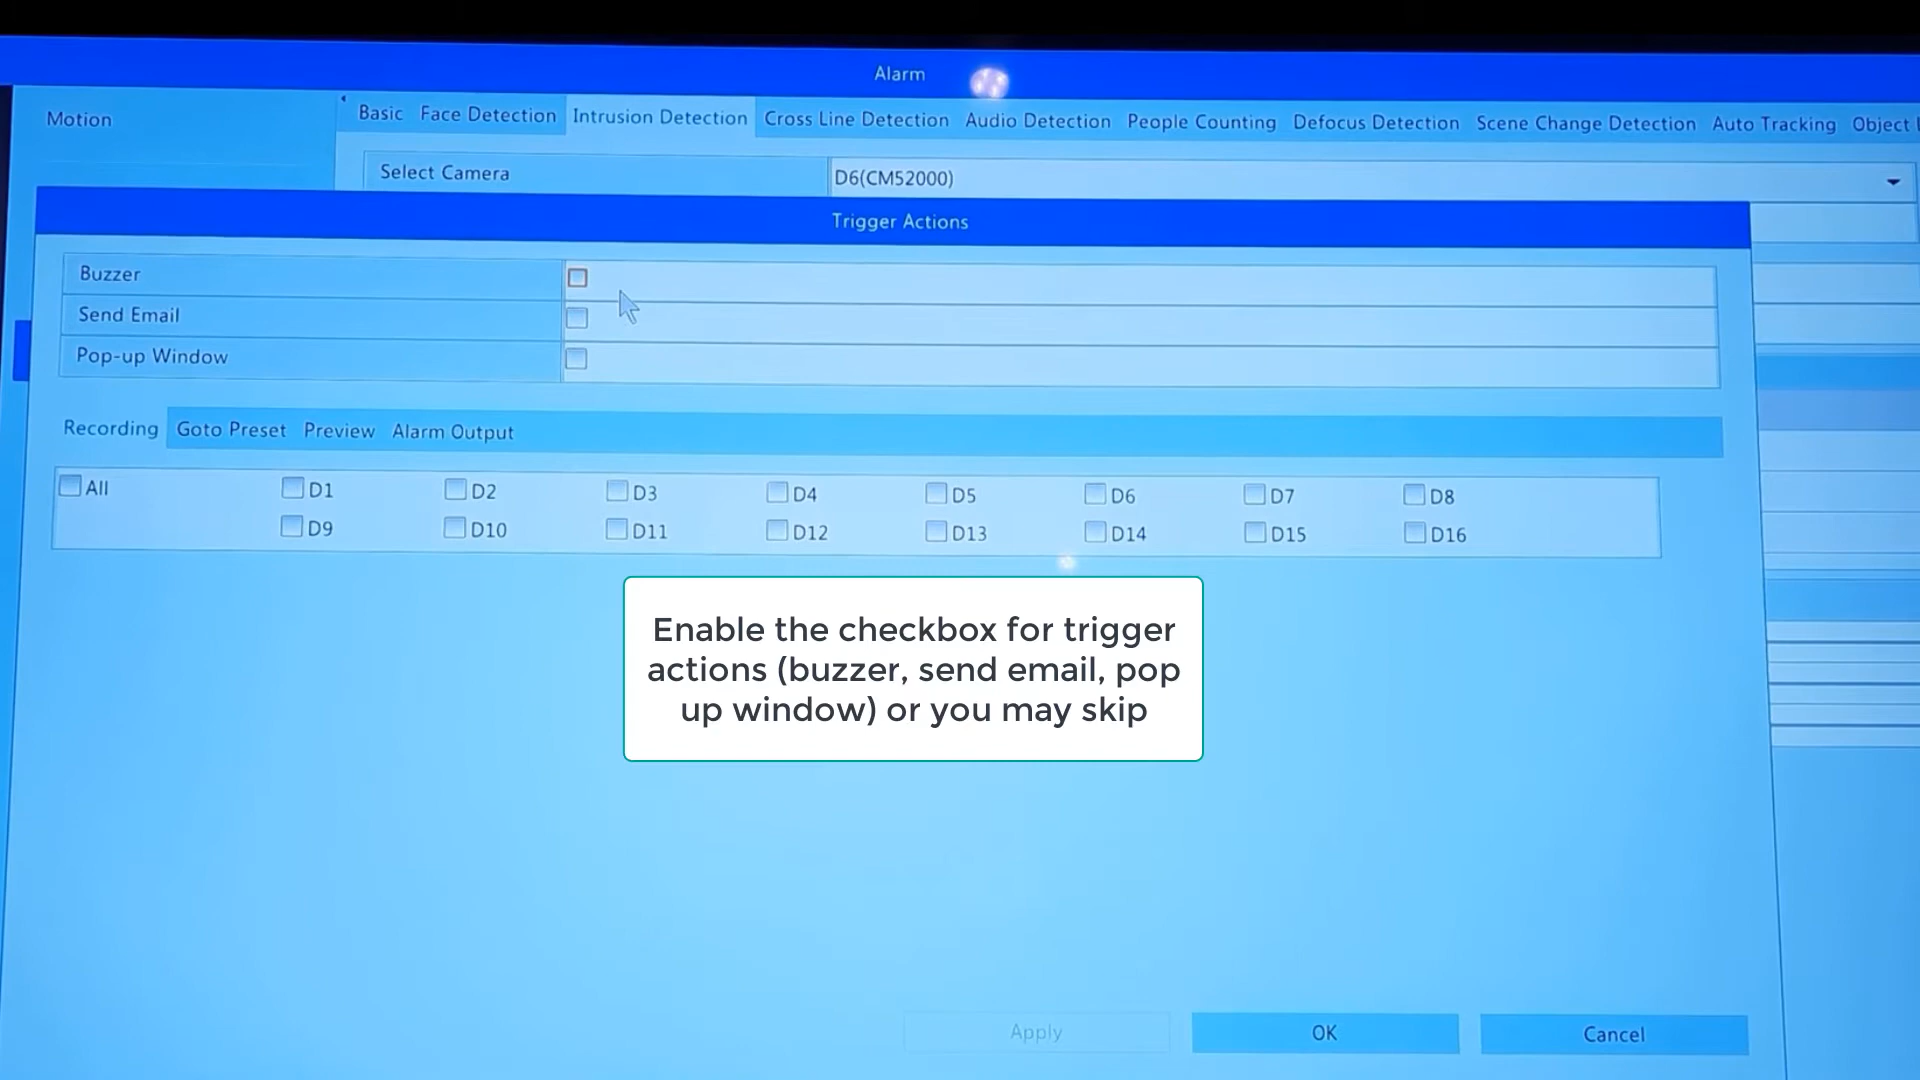 Alarm
Motion
Basic Face Detection Intrusion Detection Cross Line Detection Audio Detection People Counting Defocus Detection Scene Change Detection Auto Tracking Object
Select Camera D6(CM52000)
Trigger Actions
Buzzer
Send Email
Pop-up Window
Recording Goto Preset Preview Alarm Output
All D1 D2 D3 D4 D5 D6 D7 D8
D9 D10 D11 D12 D13 D14 D15 D16
Enable the checkbox for trigger
actions (buzzer, send email, pop
up window) or you may skip
Apply OK Cancel